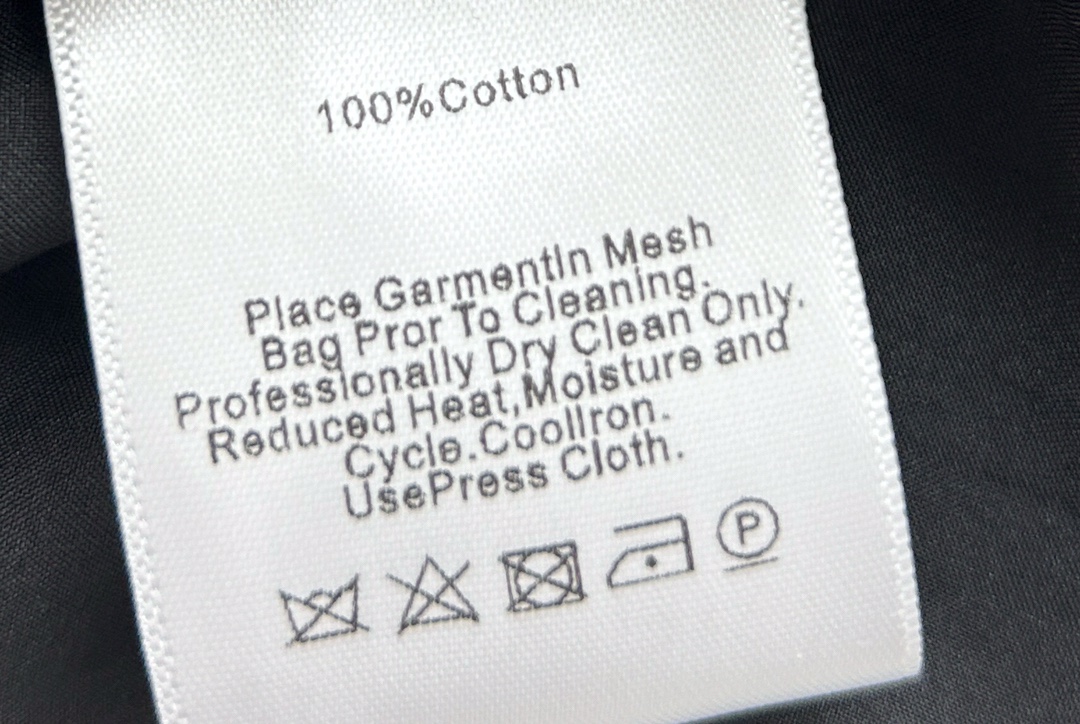 100%Cotton
Place GarmentIn Mesh
Bag Pror To Cleaning.
Professionally Dry Clean Only.
Reduced Heat,Moisture and
Cycle.CoolIron.
UsePress Cloth.
P